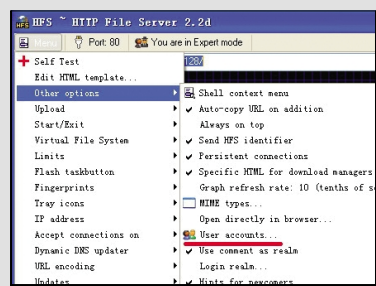 HFS ~ HTTP File Server 2.2d
Menu Port: 80 You are in Expert mode
Self Test
Edit HTML template...
Other options
Upload
Start/Exit
Virtual File System
Limits
Flash taskbutton
Fingerprints
Tray icons
IP address
Accept connections on
Dynamic DNS updater
URL encoding
Updates
128/
Shell context menu
Auto-copy URL on addition
Always on top
Send HFS identifier
Persistent connections
Specific HTML for download managers
Graph refresh rate: 10 (tenths of s
MIME types...
Open directly in browser...
User accounts...
Use comment as realm
Login realm...
Hints for newcomers